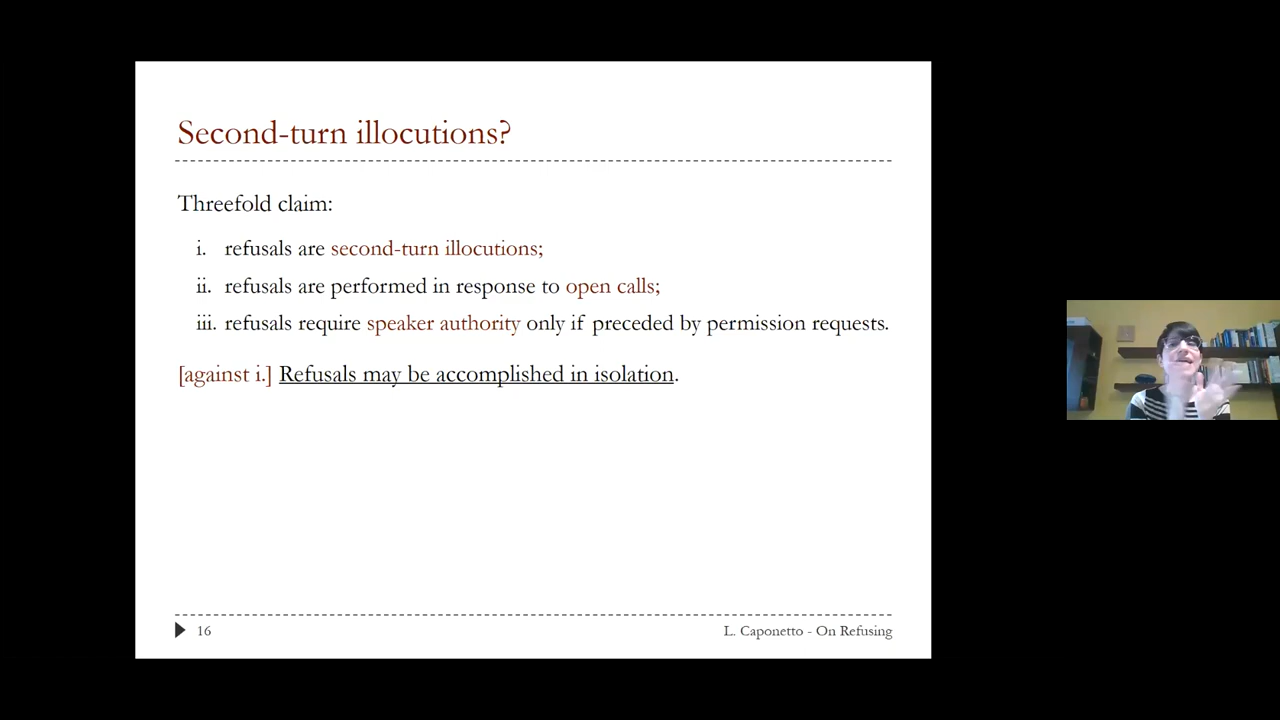 Second-turn illocutions?
Threefold claim:
i. refusals are second-turn illocutions;
ii. refusals are performed in response to open calls;
iii. refusals require speaker authority only if preceded by permission requests.
[against i.] Refusals may be accomplished in isolation.
16
L. Caponetto - On Refusing